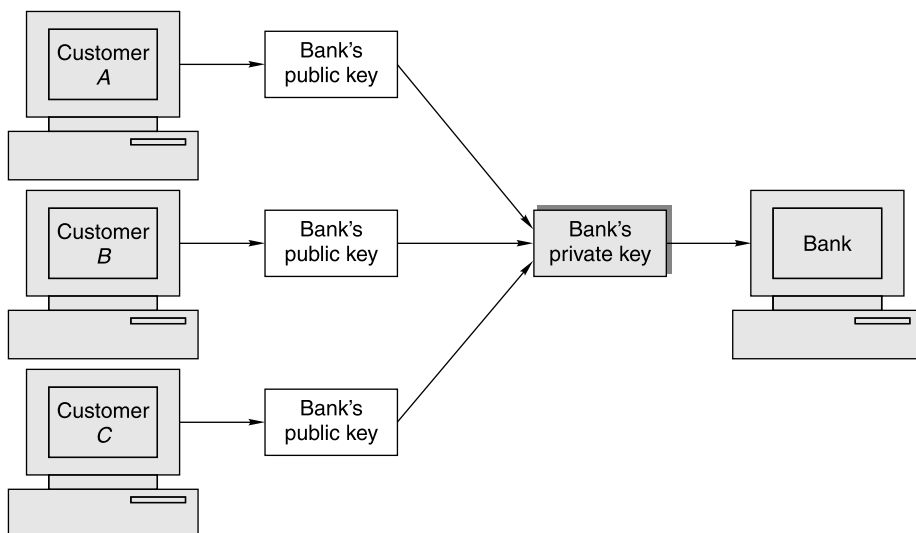 Customer
A
Bank’s
public key
Customer
B
Bank’s
public key
Bank’s
private key
Bank
Customer
C
Bank’s
public key